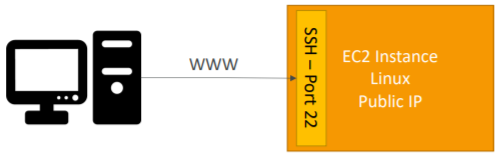 WWW
SSH – Port 22
EC2 Instance
Linux
Public IP